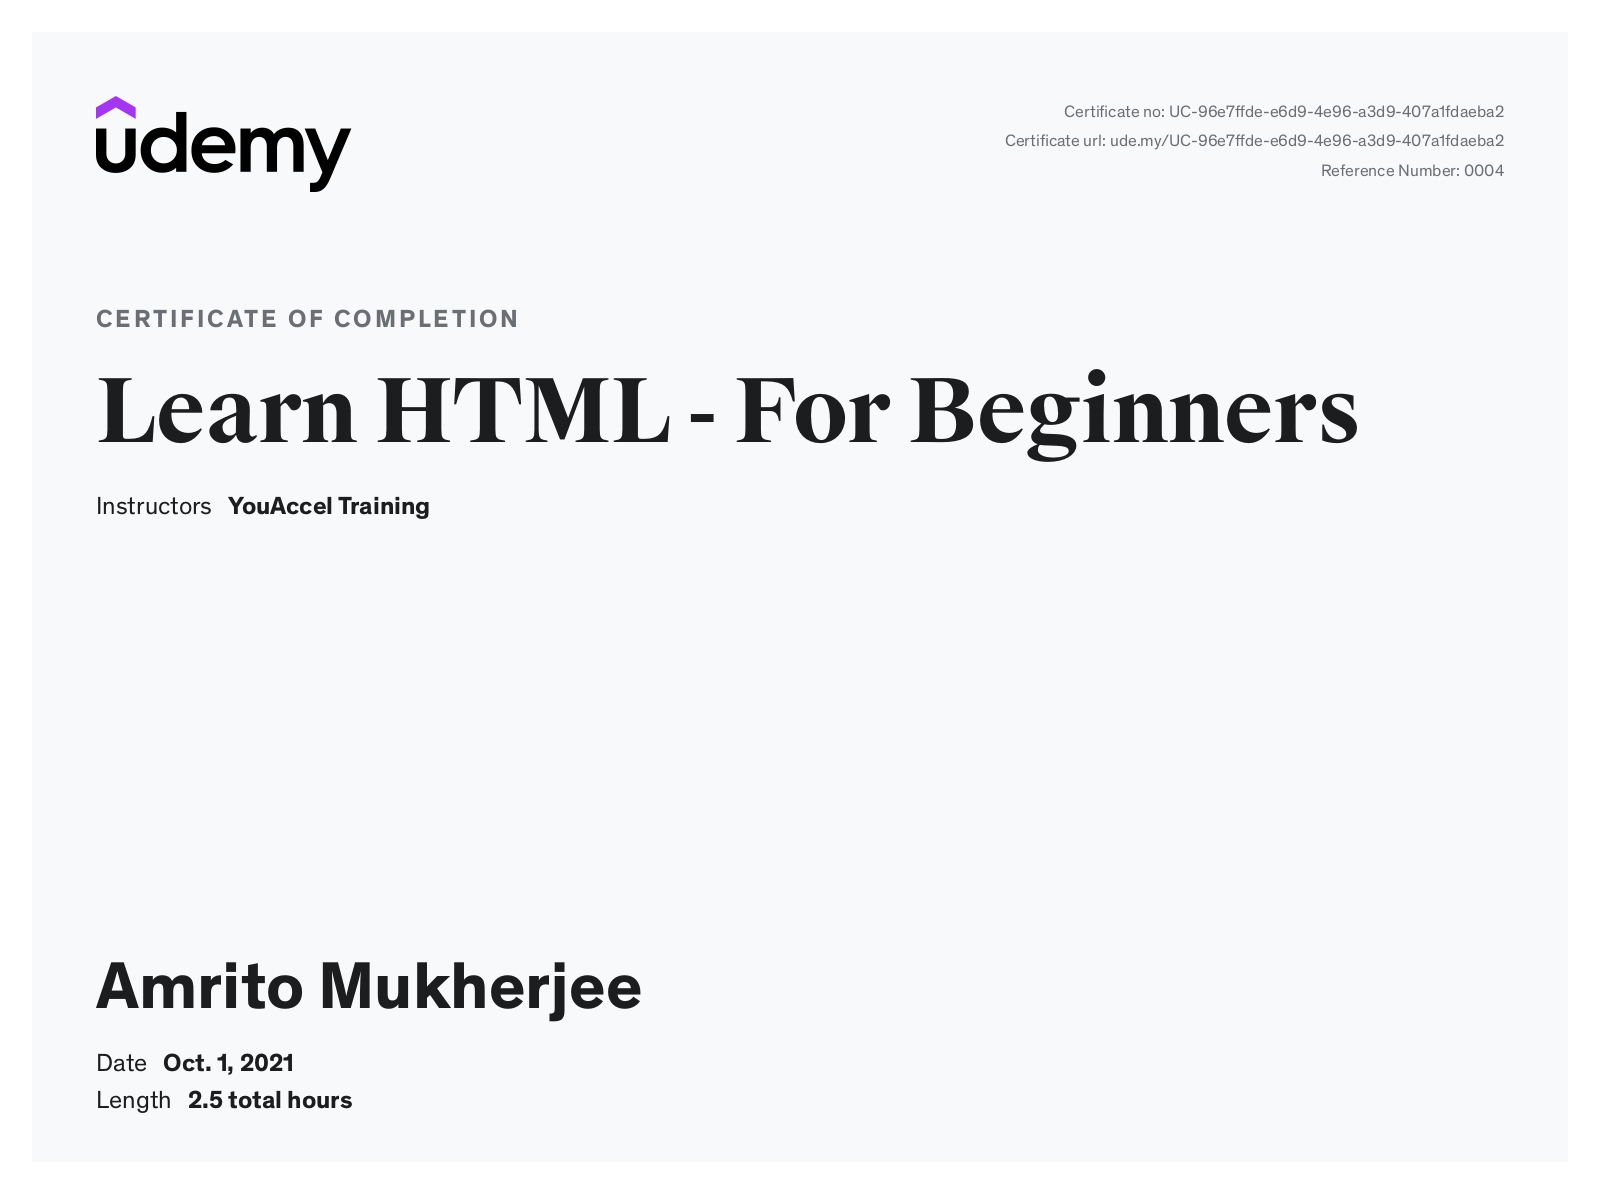 udemy
Certificate no: UC-96e7ffde-e6d9-4e96-a3d9-407a1fdaeba2
Certificate url: ude.my/UC-96e7ffde-e6d9-4e96-a3d9-407a1fdaeba2
Reference Number: 0004
CERTIFICATE OF COMPLETION
Learn HTML - For Beginners
Instructors YouAccel Training
Amrito Mukherjee
Date Oct. 1, 2021
Length 2.5 total hours